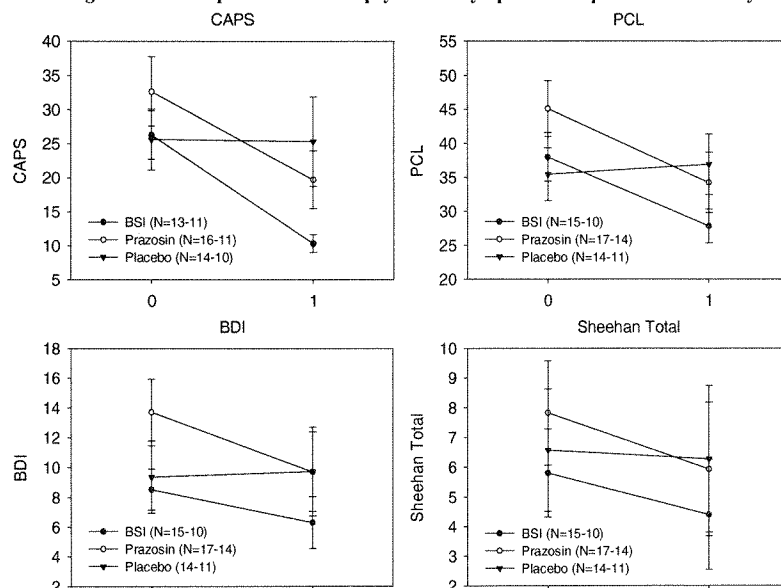 CAPS
CAPS
40
35
30
25
20
15
10
5
BSI (N=13-11)
Prazosin (N=16-11)
Placebo (N=14-10)
0 1
PCL
PCL
55
50
45
40
35
30
25
20
BSI (N=15-10)
Prazosin (N=17-14)
Placebo (N=14-11)
0 1
BDI
BDI
18
16
14
12
10
8
6
4
2
BSI (N=15-10)
Prazosin (N=17-14)
Placebo (14-11)
Sheehan Total
Sheehan Total
10
9
8
7
6
5
4
3
2
BSI (N=15-10)
Prazosin (N=17-14)
Placebo (N=14-11)